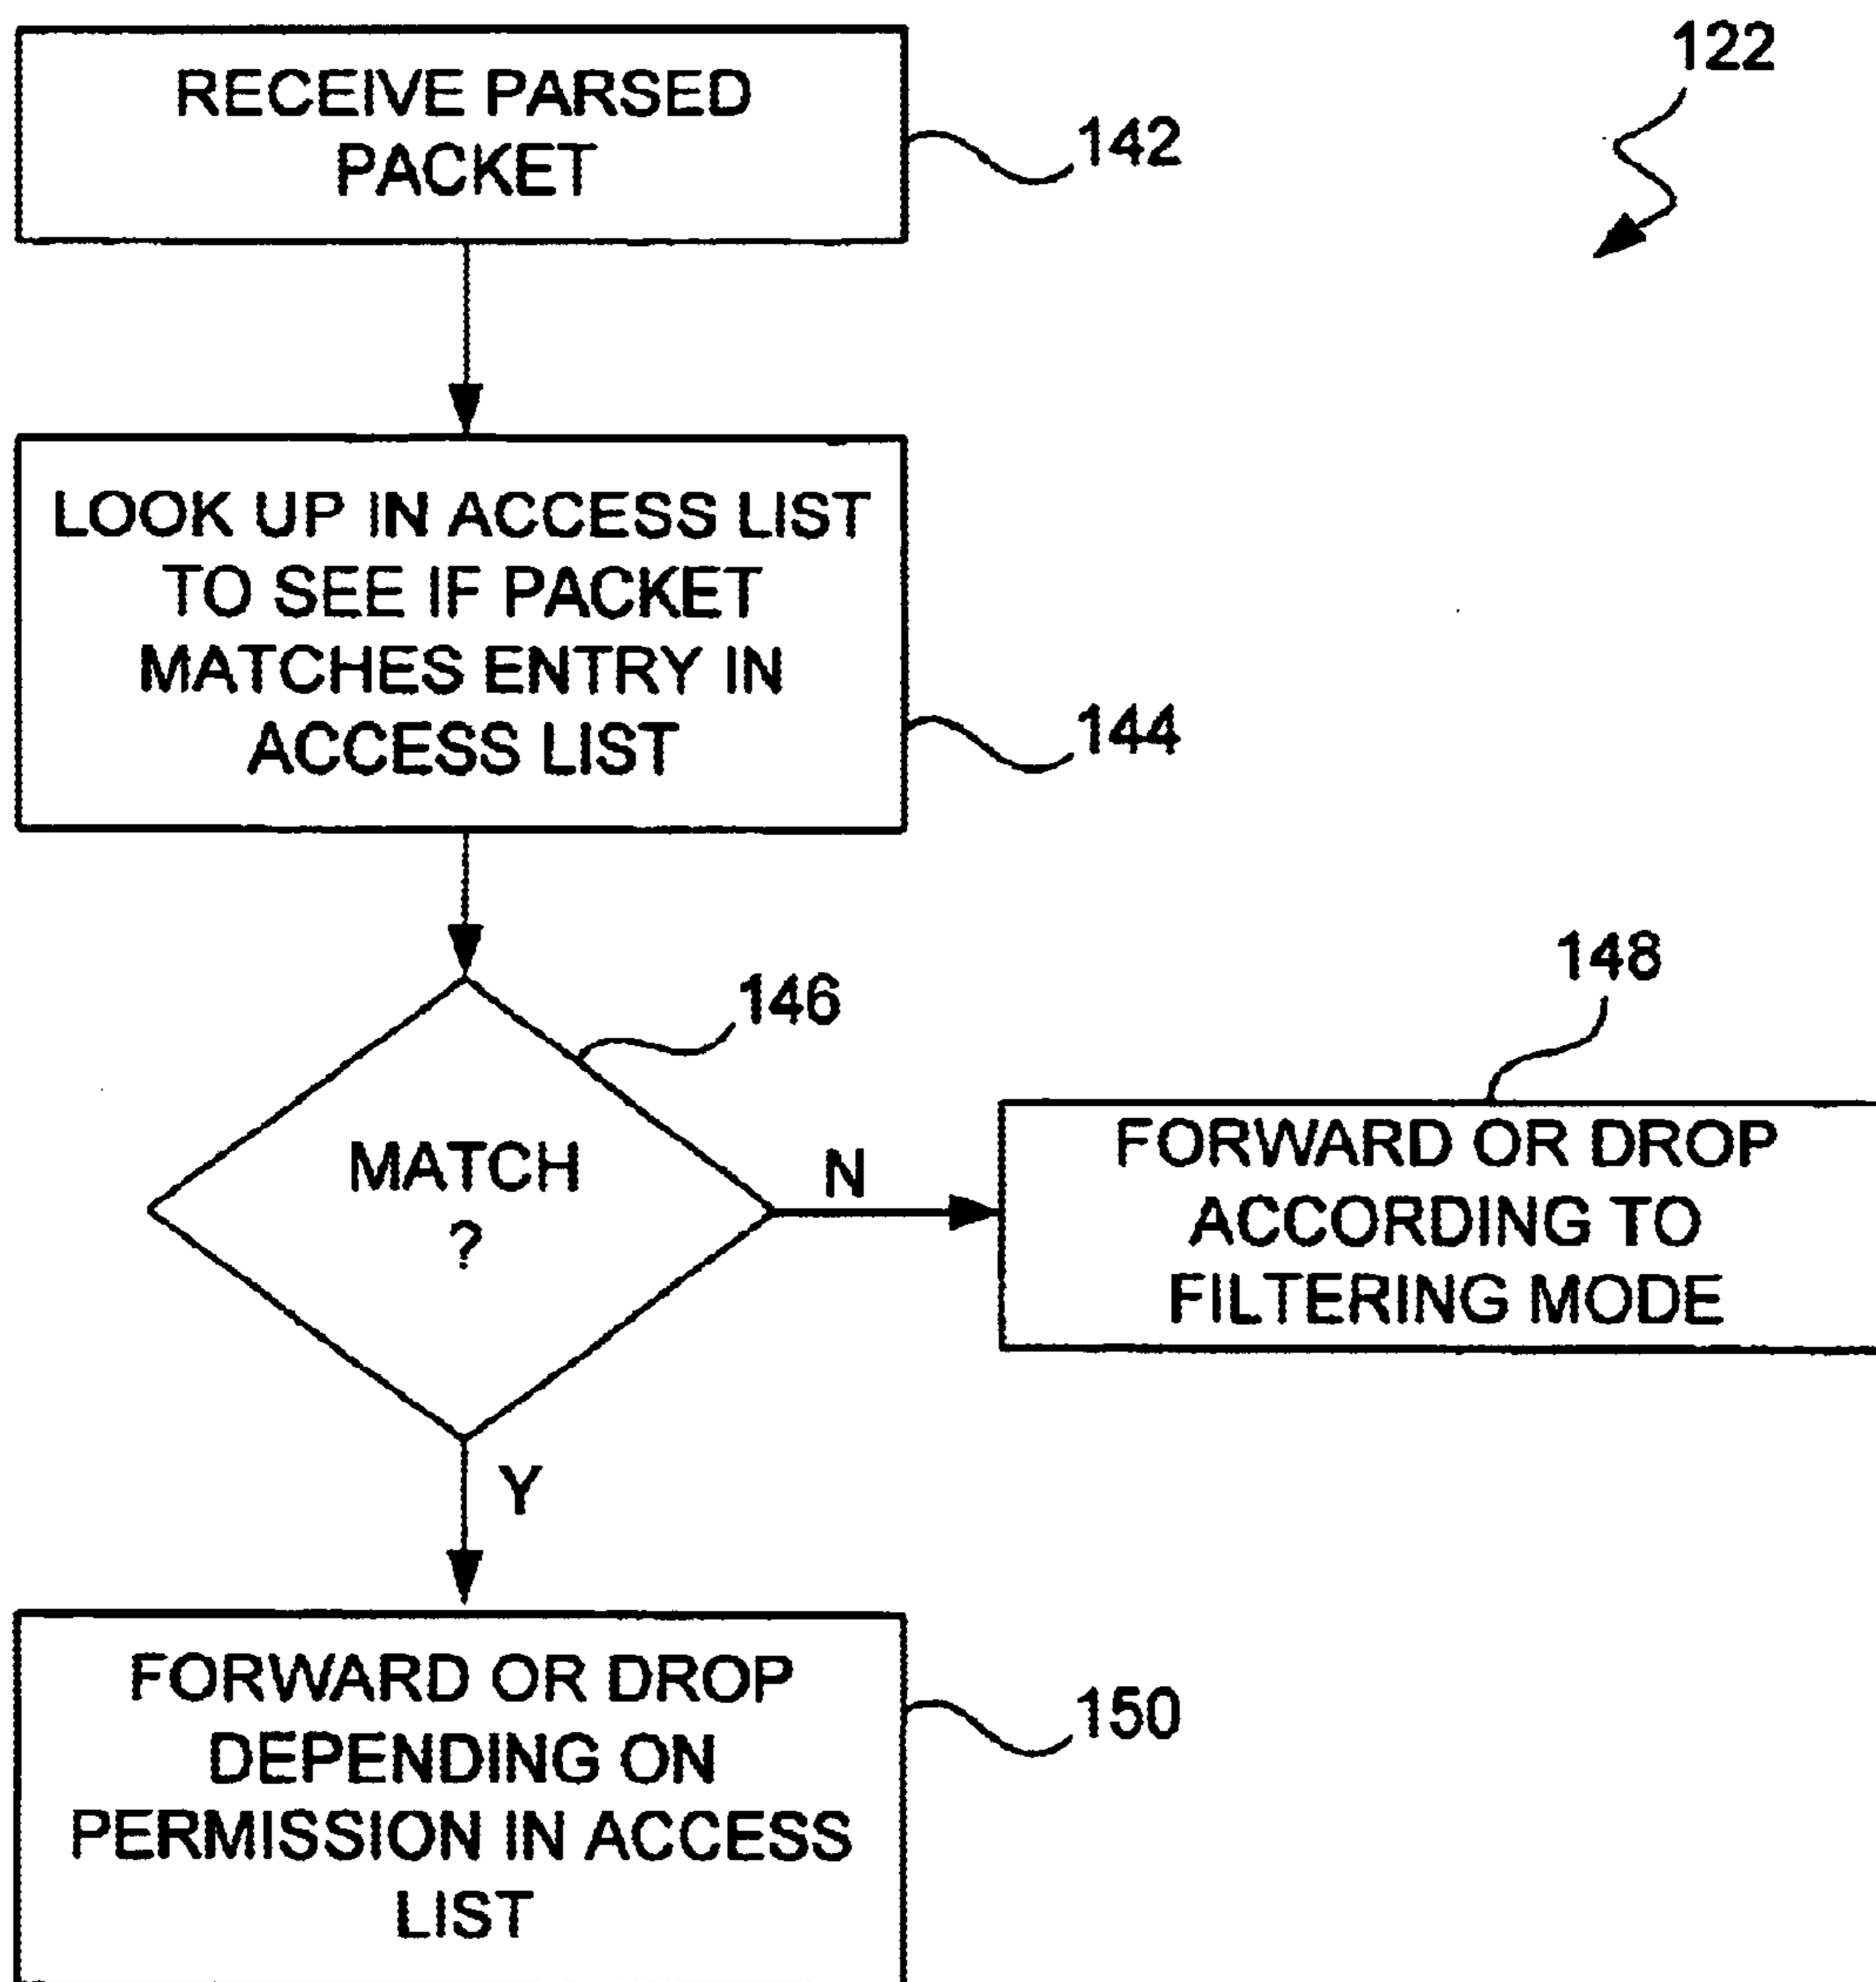 122
RECEIVE PARSED
PACKET
142
LOOK UP IN ACCESS LIST
TO SEE IF PACKET
MATCHES ENTRY IN
ACCESS LIST
144
146
MATCH
?
N
148
FORWARD OR DROP
ACCORDING TO
FILTERING MODE
Y
FORWARD OR DROP
DEPENDING ON
PERMISSION IN ACCESS
LIST
150